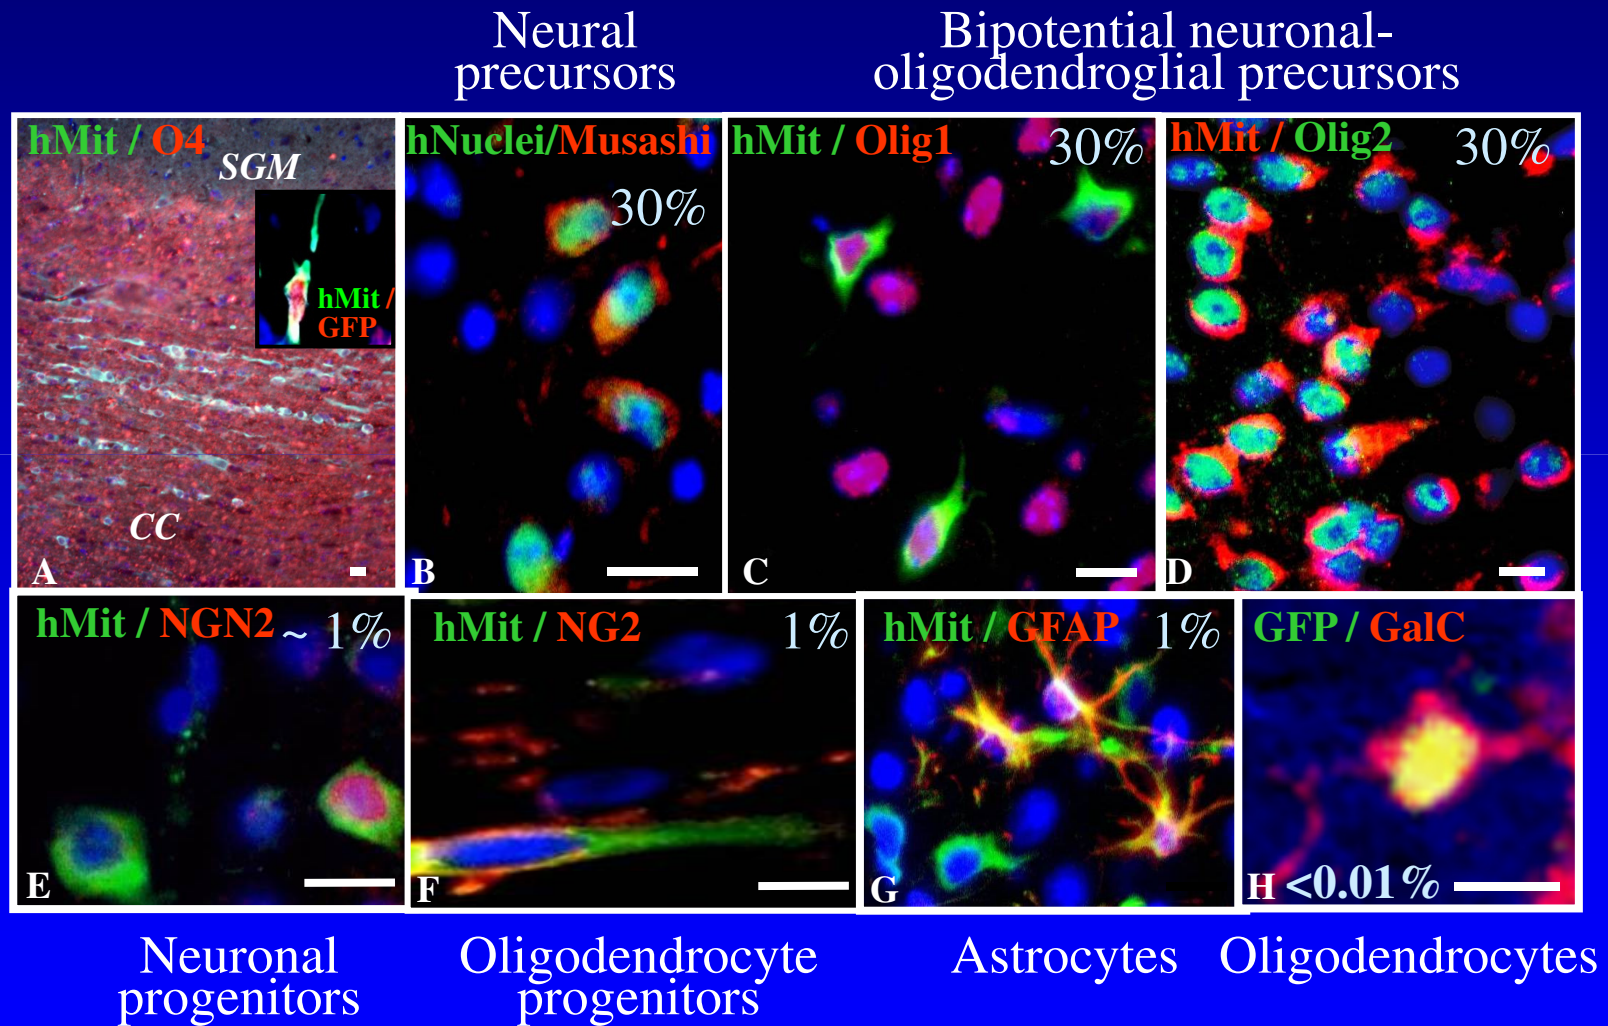 Neural
precursors
Bipotential neuronal-
oligodendroglial precursors
hMit / O4
SGM
hMit /
GFP
CC
A
hNuclei/Musashi
30%
B
hMit / Olig1
30%
C
hMit / Olig2
30%
D
hMit / NGN2 ~ 1%
E
hMit / NG2
1%
F
hMit / GFAP
1%
G
GFP / GalC
H <0.01%
Neuronal
progenitors
Oligodendrocyte
progenitors
Astrocytes
Oligodendrocytes